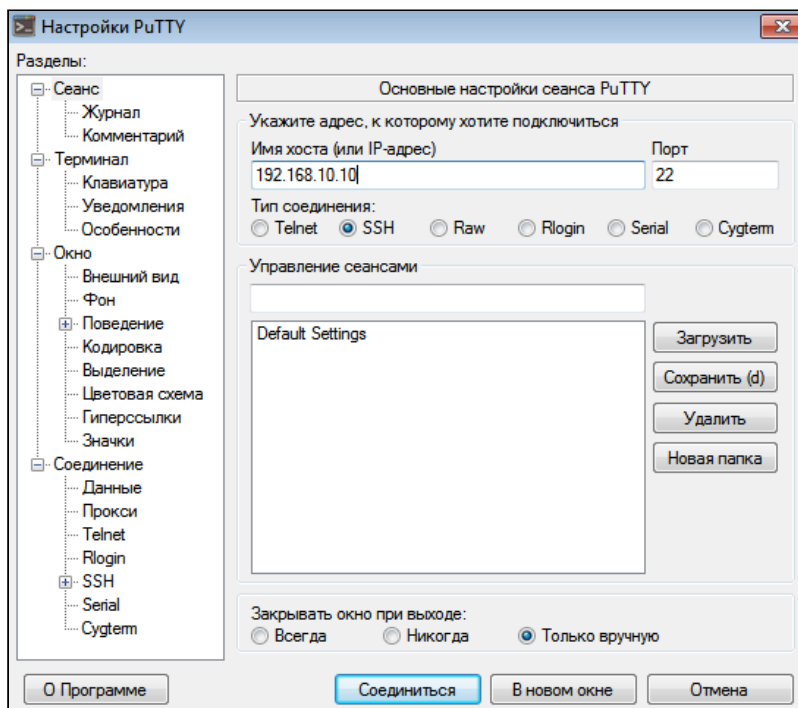 Настройки PuTTY
Разделы:
Сеанс
Журнал
Комментарий
Терминал
Клавиатура
Уведомления
Особенности
Окно
Внешний вид
Фон
Поведение
Кодировка
Выделение
Цветовая схема
Гиперссылки
Значки
Соединение
Данные
Прокси
Telnet
Rlogin
SSH
Serial
Cygterm
Основные настройки сеанса PuTTY
Укажите адрес, к которому хотите подключиться
Имя хоста (или IP-адрес) Порт
192.168.10.10 22
Тип соединения:
Telnet SSH Raw Rlogin Serial Cygterm
Управление сеансами
Default Settings
Загрузить
Сохранить (d)
Удалить
Новая папка
Закрывать окно при выходе:
Всегда Никогда Только вручную
О Программе Соединиться В новом окне Отмена